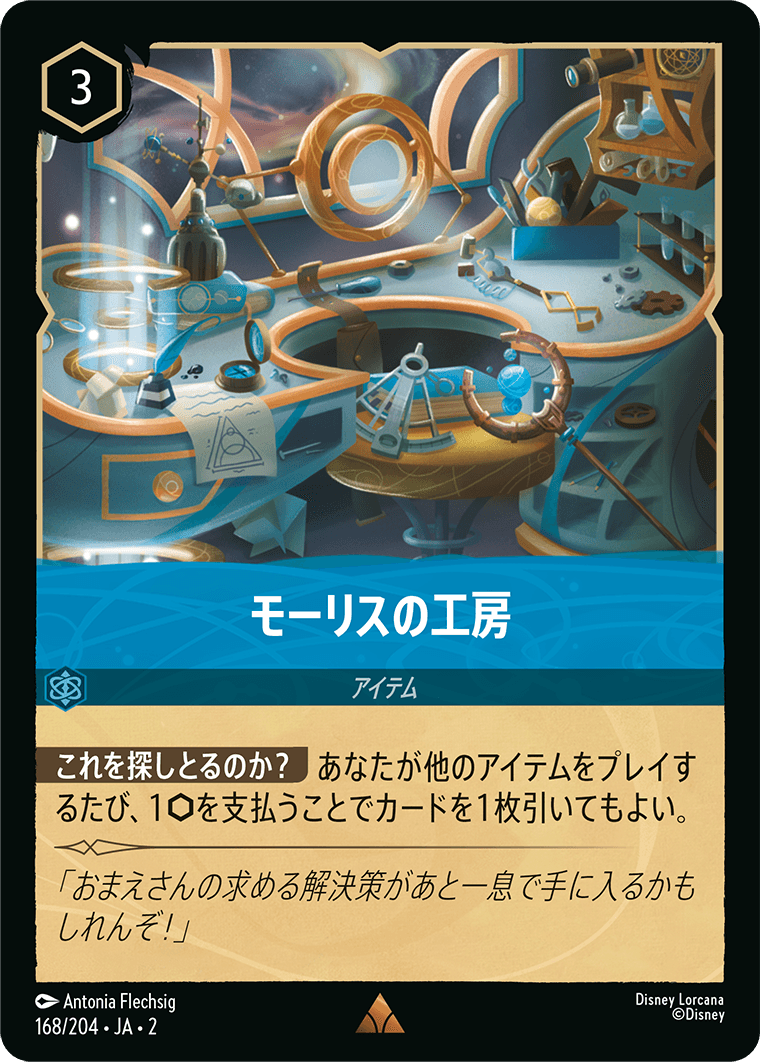 3
モーリスの工房
アイテム
これを探しとるのか? あなたが他のアイテムをプレイす
るたび、1⬡を支払うことでカードを1枚引いてもよい。
「おまえさんの求める解決策があと一息で手に入るかも
しれんぞ!」
Antonia Flechsig
168/204 • JA • 2
Disney Lorcana
©Disney